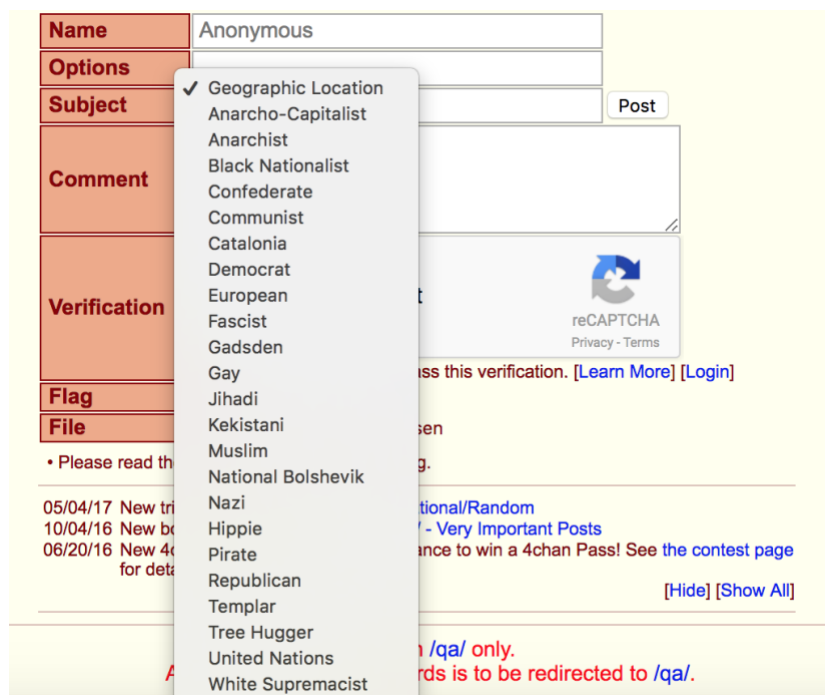 Name Anonymous
Options
Geographic Location
Subject Post
Anarcho-Capitalist
Anarchist
Black Nationalist
Comment
Confederate
Communist
Catalonia
Democrat
European
Verification
Fascist
reCAPTCHA
Gadsden
Privacy - Terms
Gay
ss this verification. [Learn More] [Login]
Flag
Jihadi
File
Kekistani
sen
Muslim
• Please read th
g.
National Bolshevik
Nazi
05/04/17 New tri
tional/Random
Hippie
10/04/16 New bo
/ - Very Important Posts
Pirate
06/20/16 New 4c
ance to win a 4chan Pass! See the contest page
for deta
Republican
[Hide] [Show All]
Templar
Tree Hugger
/qa/ only.
United Nations
A
rds is to be redirected to /qa/.
White Supremacist